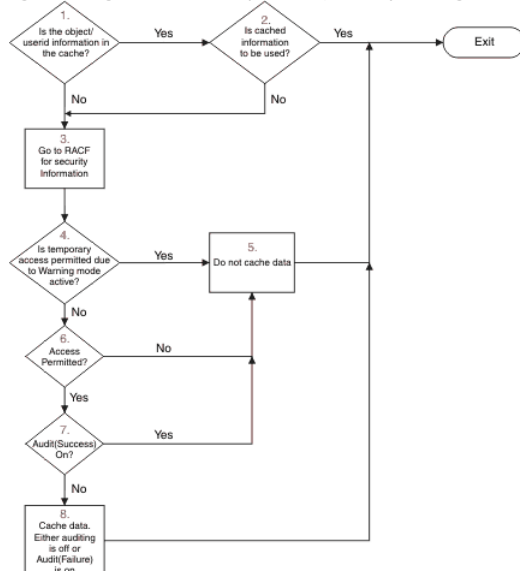 1.
Is the object/
userid information in
the cache?
Yes
2.
Is cached
information
to be used?
Yes
Exit
No
No
3.
Go to RACF
for security
Information
4.
Is temporary
access permitted due
to Warning mode
active?
Yes
5.
Do not cache data
No
6.
Access
Permitted?
No
Yes
7.
Audit(Success)
On?
Yes
No
8.
Cache data.
Either auditing
is off or
Audit(Failure)
is on